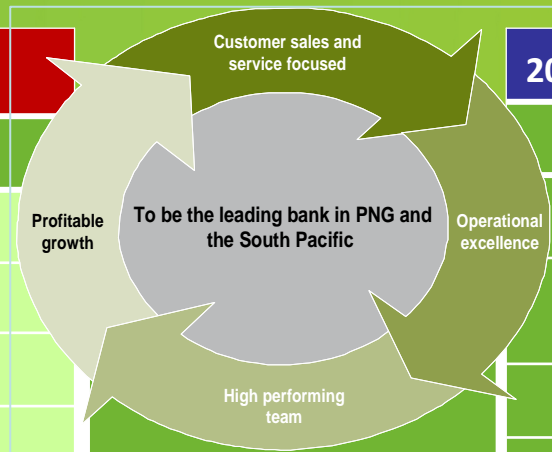 Customer sales and
service focused
20
Profitable
growth
To be the leading bank in PNG and
the South Pacific
Operational
excellence
High performing
team